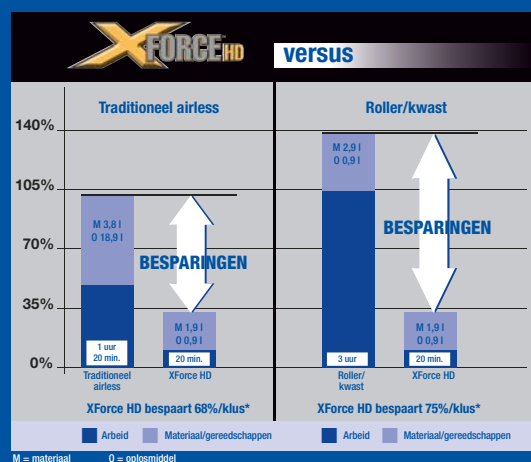 XFORCE HD
versus
Traditioneel airless
Roller/kwast
140%
105%
70%
35%
0%
M 3,8 l
O 18,9 l
BESPARINGEN
M 1,9 l
O 0,9 l
1 uur
20 min.
20 min.
Traditioneel
airless
XForce HD
M 2,9 l
O 0,9 l
BESPARINGEN
M 1,9 l
O 0,9 l
3 uur
20 min.
Roller/
kwast
XForce HD
XForce HD bespaart 68%/klus*
XForce HD bespaart 75%/klus*
Arbeid
Materiaal/gereedschappen
Arbeid
Materiaal/gereedschappen
M = materiaal O = oplosmiddel